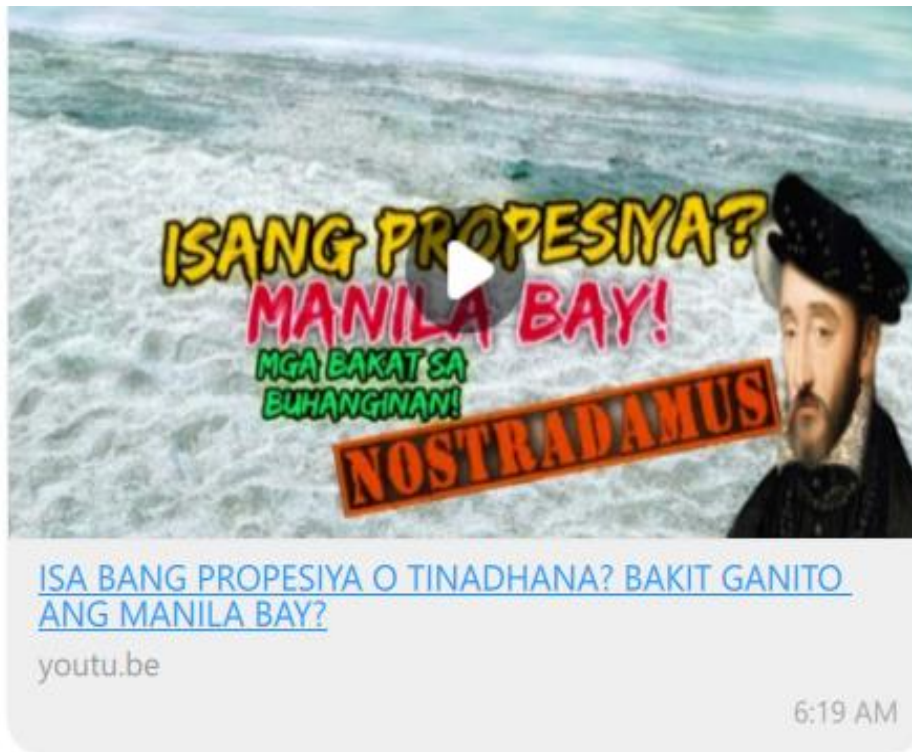 ISANG PROPESIYA?
MANILA BAY!
MGA BAKAT SA
BUHANGINAN!
NOSTRADAMUS
ISA BANG PROPESIYA O TINADHANA? BAKIT GANITO
ANG MANILA BAY?
youtu.be
6:19 AM